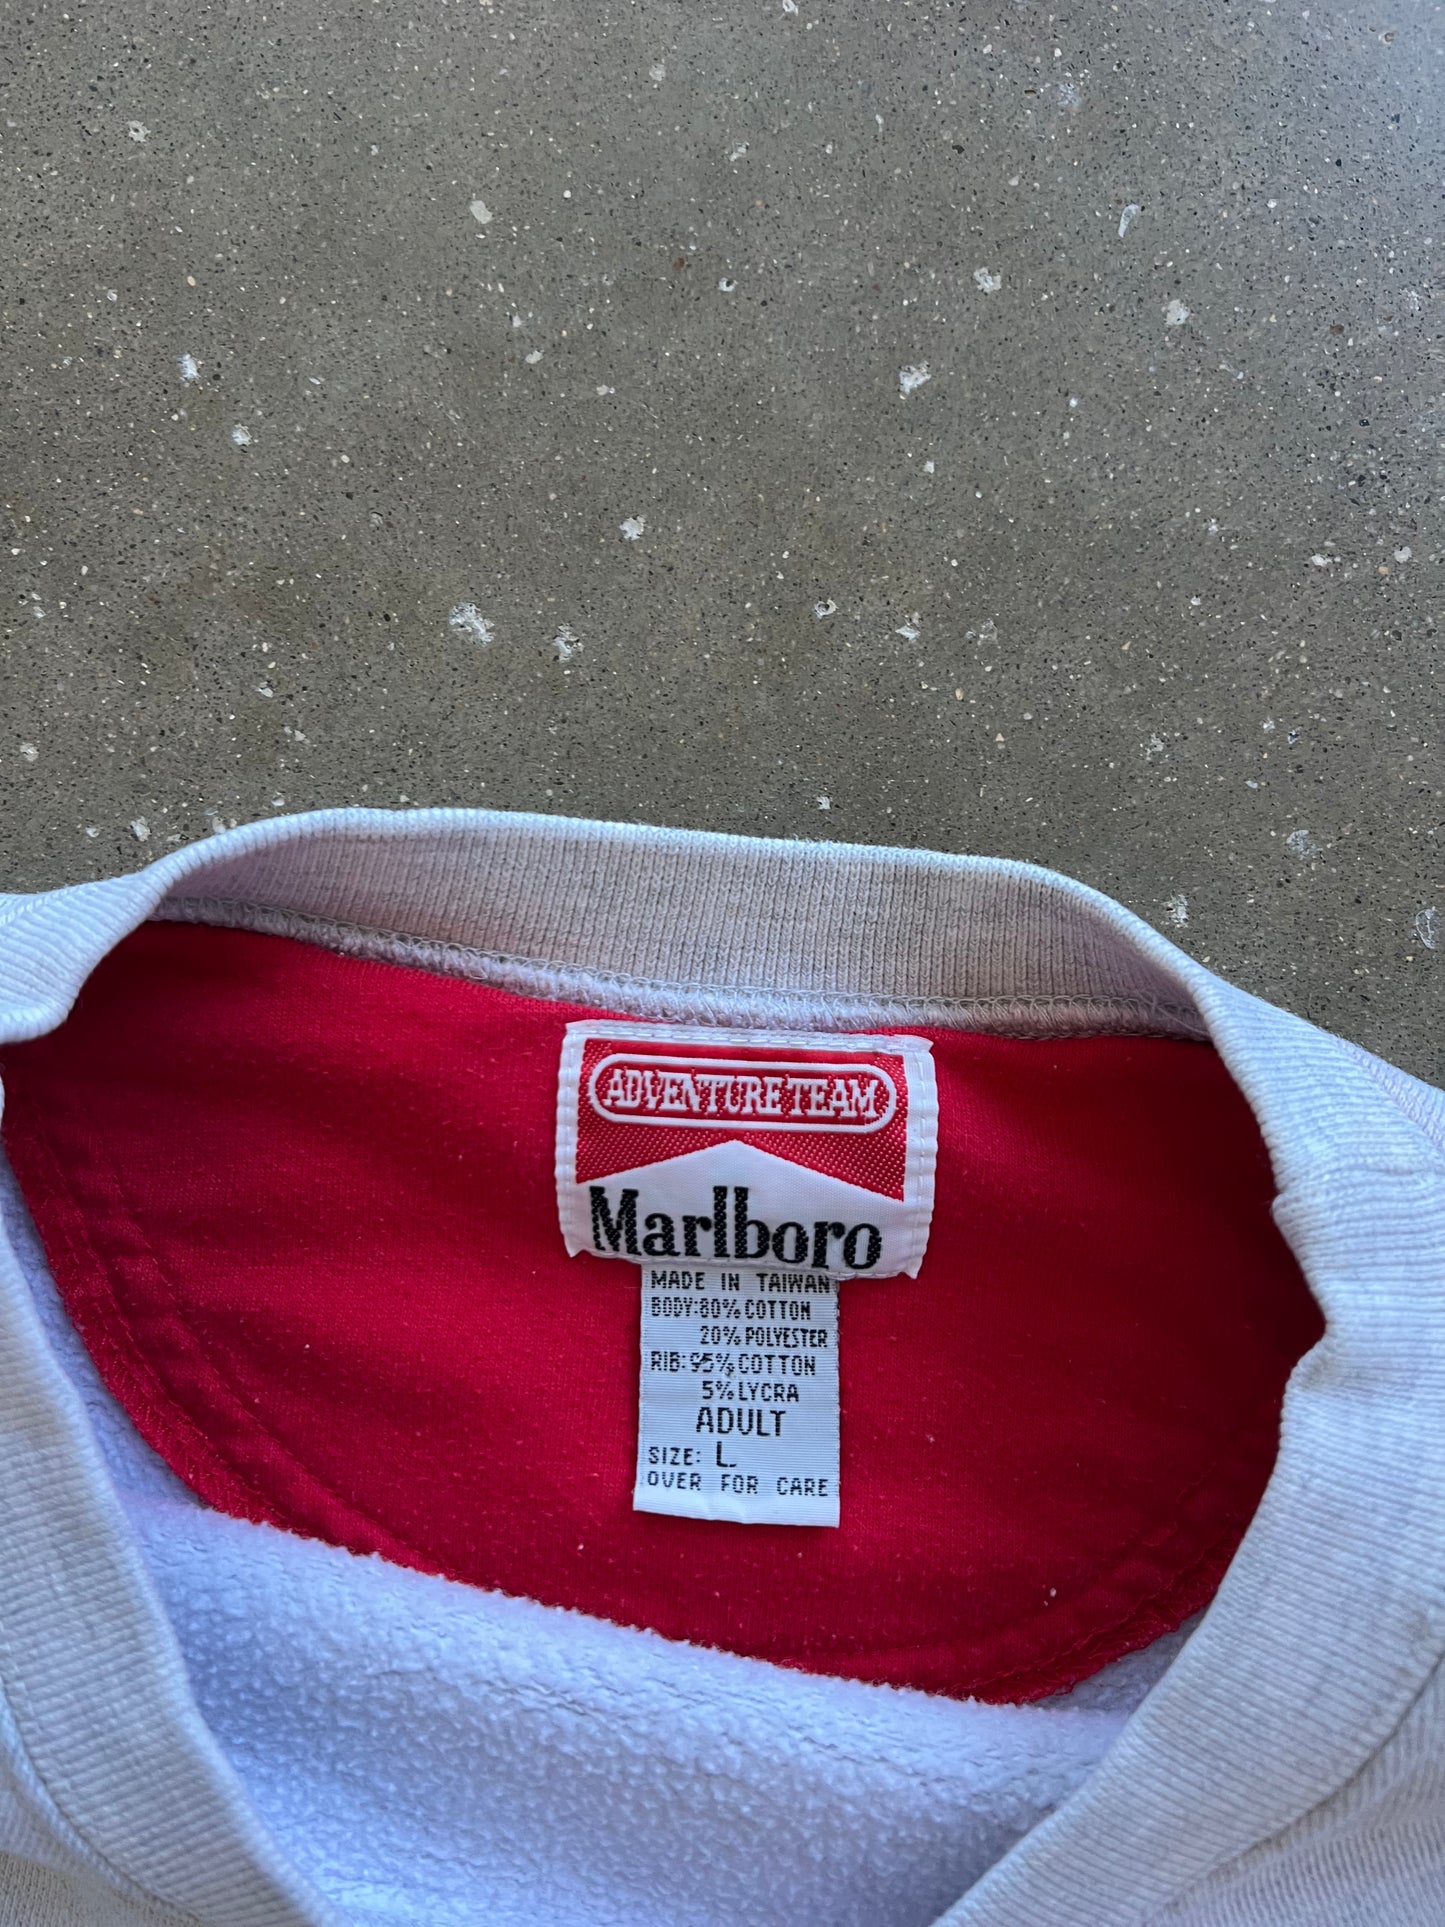 ADVENTURE TEAM
Marlboro
MADE IN TAIWAN
BODY:80% COTTON
20% POLYESTER
RIB:95% COTTON
5% LYCRA
ADULT
SIZE: L
OVER FOR CARE